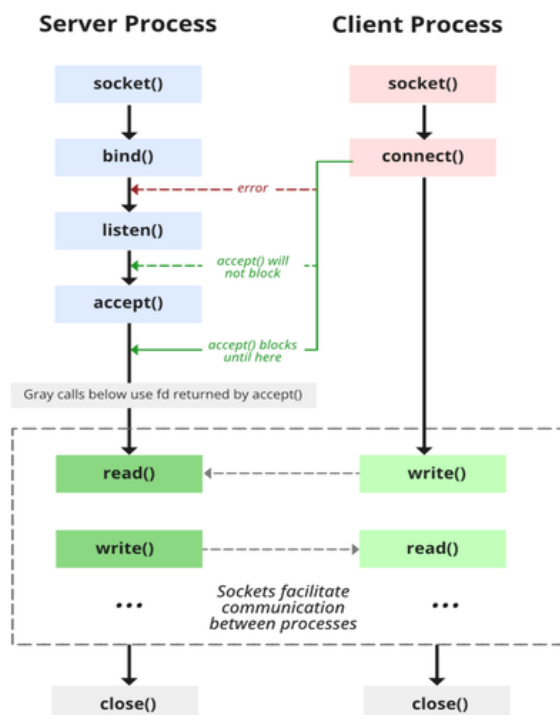 Server Process
Client Process
socket()
socket()
bind()
connect()
error
listen()
accept() will
not block
accept()
accept() blocks
until here
Gray calls below use fd returned by accept()
read()
write()
write()
read()
...
Sockets facilitate
communication
between processes
...
close()
close()